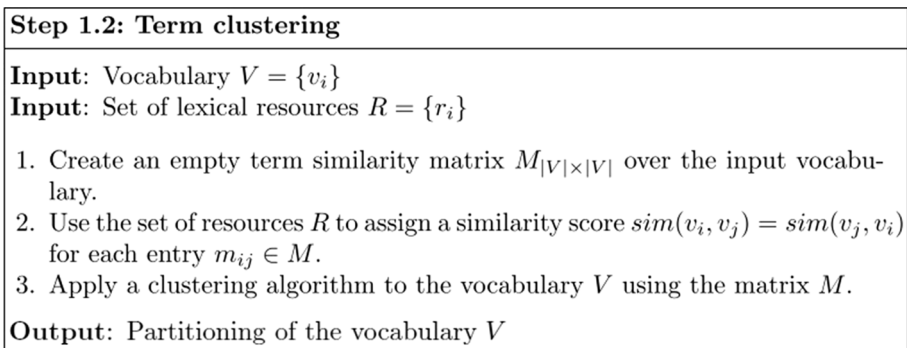 Step 1.2: Term clustering
Input: Vocabulary V = {v_i}
Input: Set of lexical resources R = {r_i}
1. Create an empty term similarity matrix M_{|V|×|V|} over the input vocabu-
lary.
2. Use the set of resources R to assign a similarity score sim(v_i, v_j) = sim(v_j, v_i)
for each entry m_{ij} ∈ M.
3. Apply a clustering algorithm to the vocabulary V using the matrix M.
Output: Partitioning of the vocabulary V